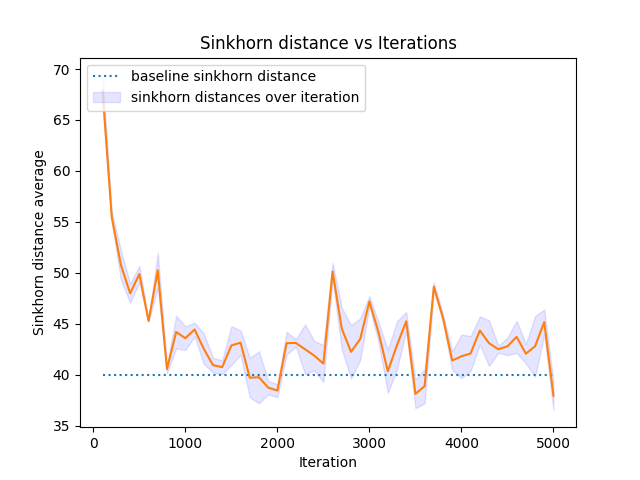 Sinkhorn distance vs Iterations
baseline sinkhorn distance
sinkhorn distances over iteration
Sinkhorn distance average
70
65
60
55
50
45
40
35
0
1000
2000
3000
4000
5000
Iteration